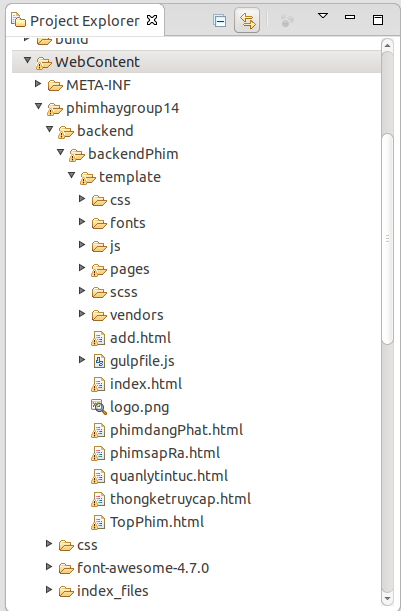 Project Explorer
build
WebContent
META-INF
phimhaygroup14
backend
backendPhim
template
css
fonts
js
pages
scss
vendors
add.html
gulpfile.js
index.html
logo.png
phimdangPhat.html
phimsapRa.html
quanlytintuc.html
thongketruycap.html
TopPhim.html
css
font-awesome-4.7.0
index_files